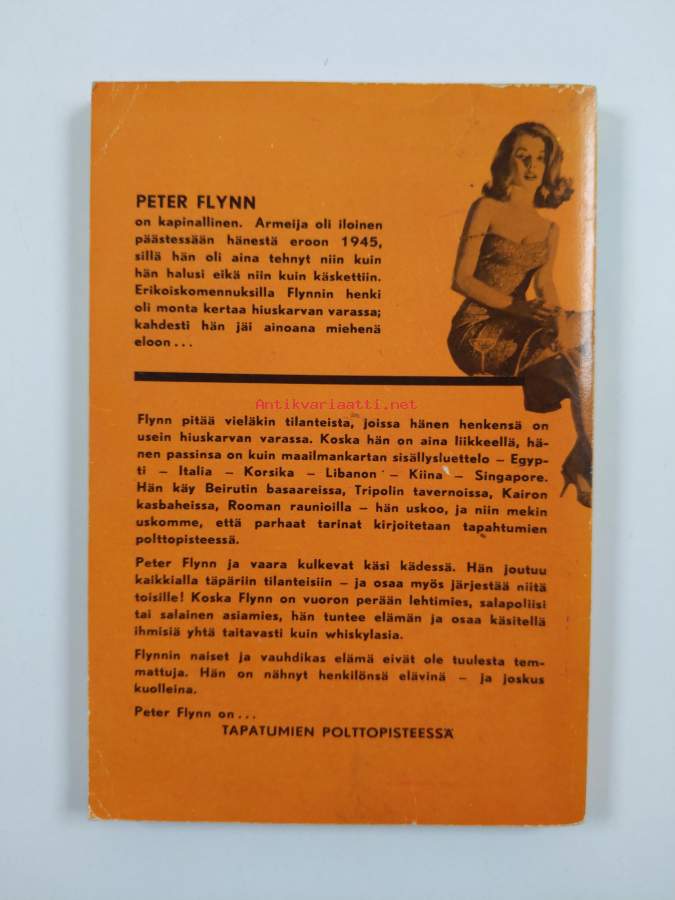 PETER FLYNN
on kapinallinen. Armeija oli iloinen
päästessään hänestä eroon 1945,
sillä hän oli aina tehnyt niin kuin
hän halusi eikä niin kuin käskettiin.
Erikoiskomennuksilla Flynnin henki
oli monta kertaa hiuskarvan varassa;
kahdesti hän jäi ainoana miehenä
eloon...
Antikvariaatti.net
Flynn pitää vieläkin tilanteista, joissa hänen henkensä on
usein hiuskarvan varassa. Koska hän on aina liikkeellä, hä-
nen passinsa on kuin maailmankartan sisällysluettelo – Egyp-
ti – Italia – Korsika – Libanon – Kiina – Singapore.
Hän käy Beirutin basaareissa, Tripolin tavernoissa, Kairon
kasbaheissa, Rooman raunioilla – hän uskoo, ja niin mekin
uskomme, että parhaat tarinat kirjoitetaan tapahtumien
polttopisteessä.
Peter Flynn ja vaara kulkevat käsi kädessä. Hän joutuu
kaikkialla täpäriin tilanteisiin – ja osaa myös järjestää niitä
toisille! Koska Flynn on vuoron perään lehtimies, salapoliisi
tai salainen asiamies, hän tuntee elämän ja osaa käsitellä
ihmisiä yhtä taitavasti kuin whiskylasia.
Flynnin naiset ja vauhdikas elämä eivät ole tuulesta tem-
mattuja. Hän on nähnyt henkilönsä elävinä – ja joskus
kuolleina.
Peter Flynn on...
TAPATUMIEN POLTTOPISTEESSÄ